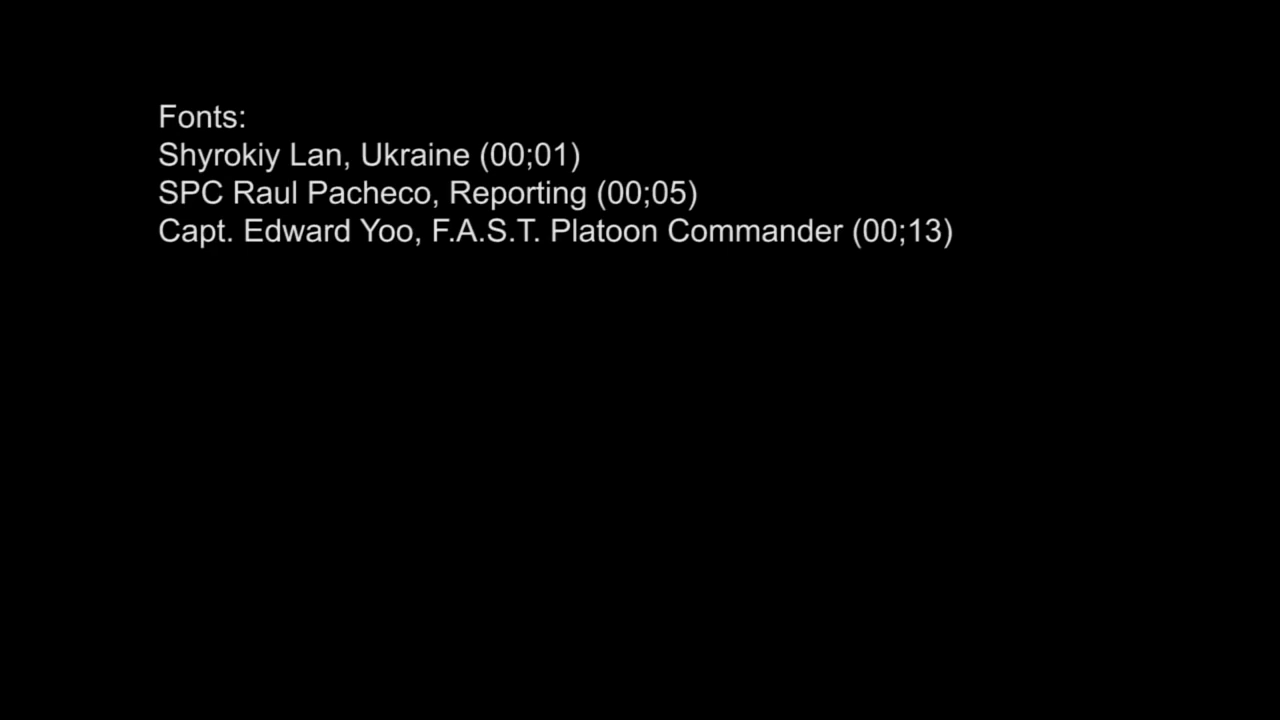 Fonts:
Shyrokiy Lan, Ukraine (00;01)
SPC Raul Pacheco, Reporting (00;05)
Capt. Edward Yoo, F.A.S.T. Platoon Commander (00;13)